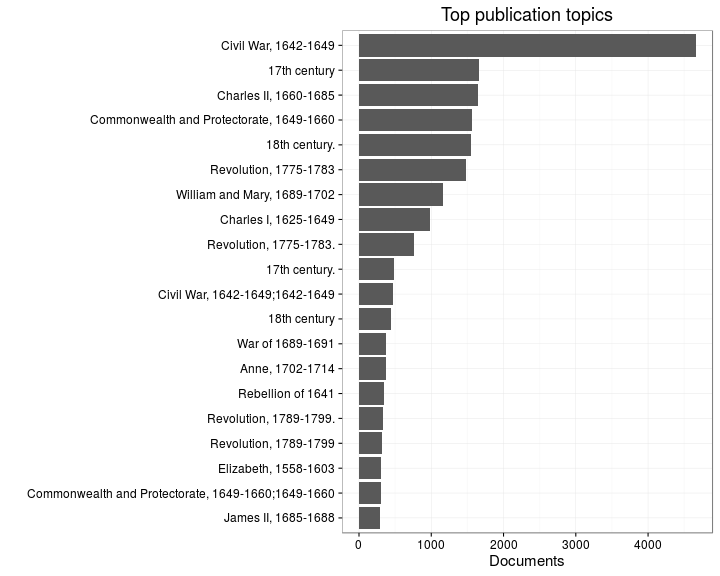 Top publication topics
Civil War, 1642-1649
17th century
Charles II, 1660-1685
Commonwealth and Protectorate, 1649-1660
18th century.
Revolution, 1775-1783
William and Mary, 1689-1702
Charles I, 1625-1649
Revolution, 1775-1783.
17th century.
Civil War, 1642-1649;1642-1649
18th century
War of 1689-1691
Anne, 1702-1714
Rebellion of 1641
Revolution, 1789-1799.
Revolution, 1789-1799
Elizabeth, 1558-1603
Commonwealth and Protectorate, 1649-1660;1649-1660
James II, 1685-1688
0 1000 2000 3000 4000
Documents